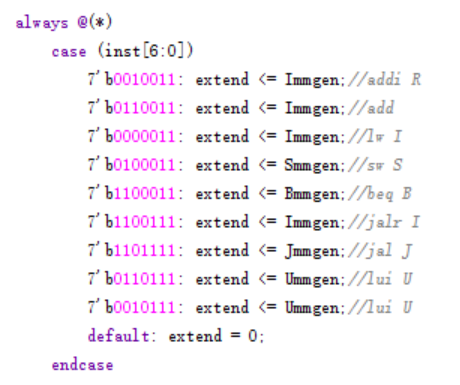 always @(*)
case (inst[6:0])
7'b0010011: extend <= Immgen;//addi R
7'b0110011: extend <= Immgen;//add
7'b0000011: extend <= Immgen;//lw I
7'b0100011: extend <= Smmgen;//sw S
7'b1100011: extend <= Bmmgen;//beq B
7'b1100111: extend <= Immgen;//jalr I
7'b1101111: extend <= Jmmgen;//jal J
7'b0110111: extend <= Ummgen;//lui U
7'b0010111: extend <= Ummgen;//lui U
default: extend = 0;
endcase